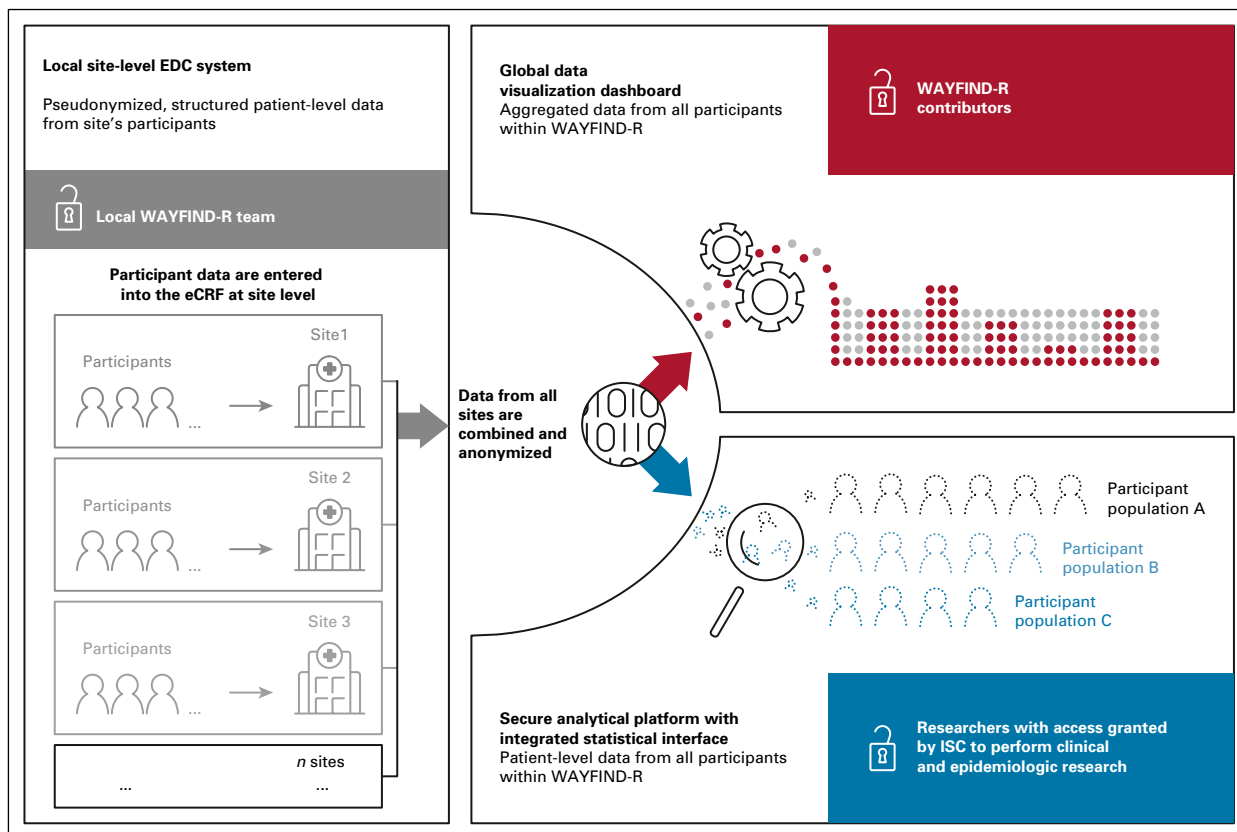 Local site-level EDC system
Pseudonymized, structured patient-level data
from site's participants
Local WAYFIND-R team
Participant data are entered
into the eCRF at site level
Site1
Participants
...
Site 2
Participants
...
Site 3
Participants
...
n sites
...
...
Data from all
sites are
combined and
anonymized
Global data
visualization dashboard
Aggregated data from all participants
within WAYFIND-R
WAYFIND-R
contributors
Participant
population A
Participant
population B
Participant
population C
Secure analytical platform with
integrated statistical interface
Patient-level data from all participants
within WAYFIND-R
Researchers with access granted
by ISC to perform clinical
and epidemiologic research